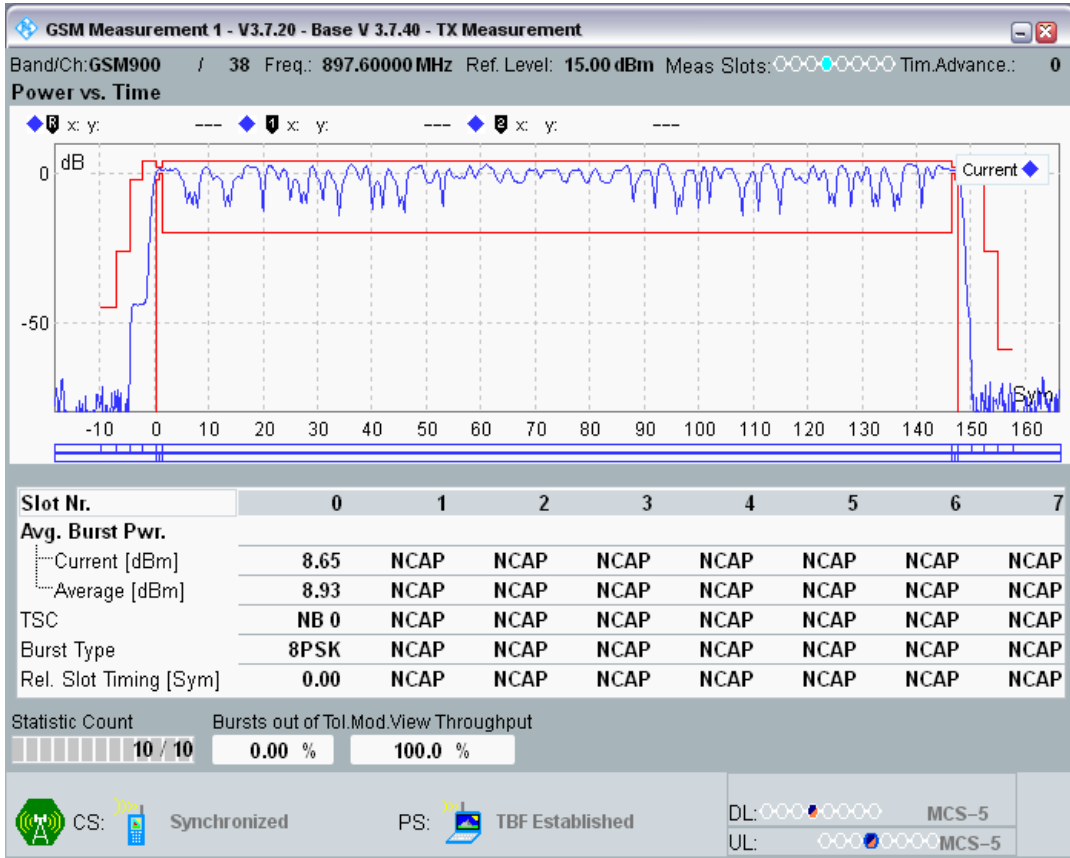 GSM Measurement 1 - V3.7.20 - Base V 3.7.40 - TX Measurement
Band/Ch:GSM900 / 38 Freq.: 897.60000 MHz Ref. Level: 15.00 dBm Meas Slots: Tim.Advance.: 0
Power vs. Time
R x: y: --- 1 x: y: --- 2 x: y: ---
dB
Current
0
-50
Sym
-10 0 10 20 30 40 50 60 70 80 90 100 110 120 130 140 150 160
Slot Nr. 0 1 2 3 4 5 6 7
Avg. Burst Pwr.
Current [dBm] 8.65 NCAP NCAP NCAP NCAP NCAP NCAP NCAP
Average [dBm] 8.93 NCAP NCAP NCAP NCAP NCAP NCAP NCAP
TSC NB 0 NCAP NCAP NCAP NCAP NCAP NCAP NCAP
Burst Type 8PSK NCAP NCAP NCAP NCAP NCAP NCAP NCAP
Rel. Slot Timing [Sym] 0.00 NCAP NCAP NCAP NCAP NCAP NCAP NCAP
Statistic Count Bursts out of Tol.Mod.View Throughput
10 / 10 0.00 % 100.0 %
CS: Synchronized PS: TBF Established DL: MCS-5
UL: MCS-5